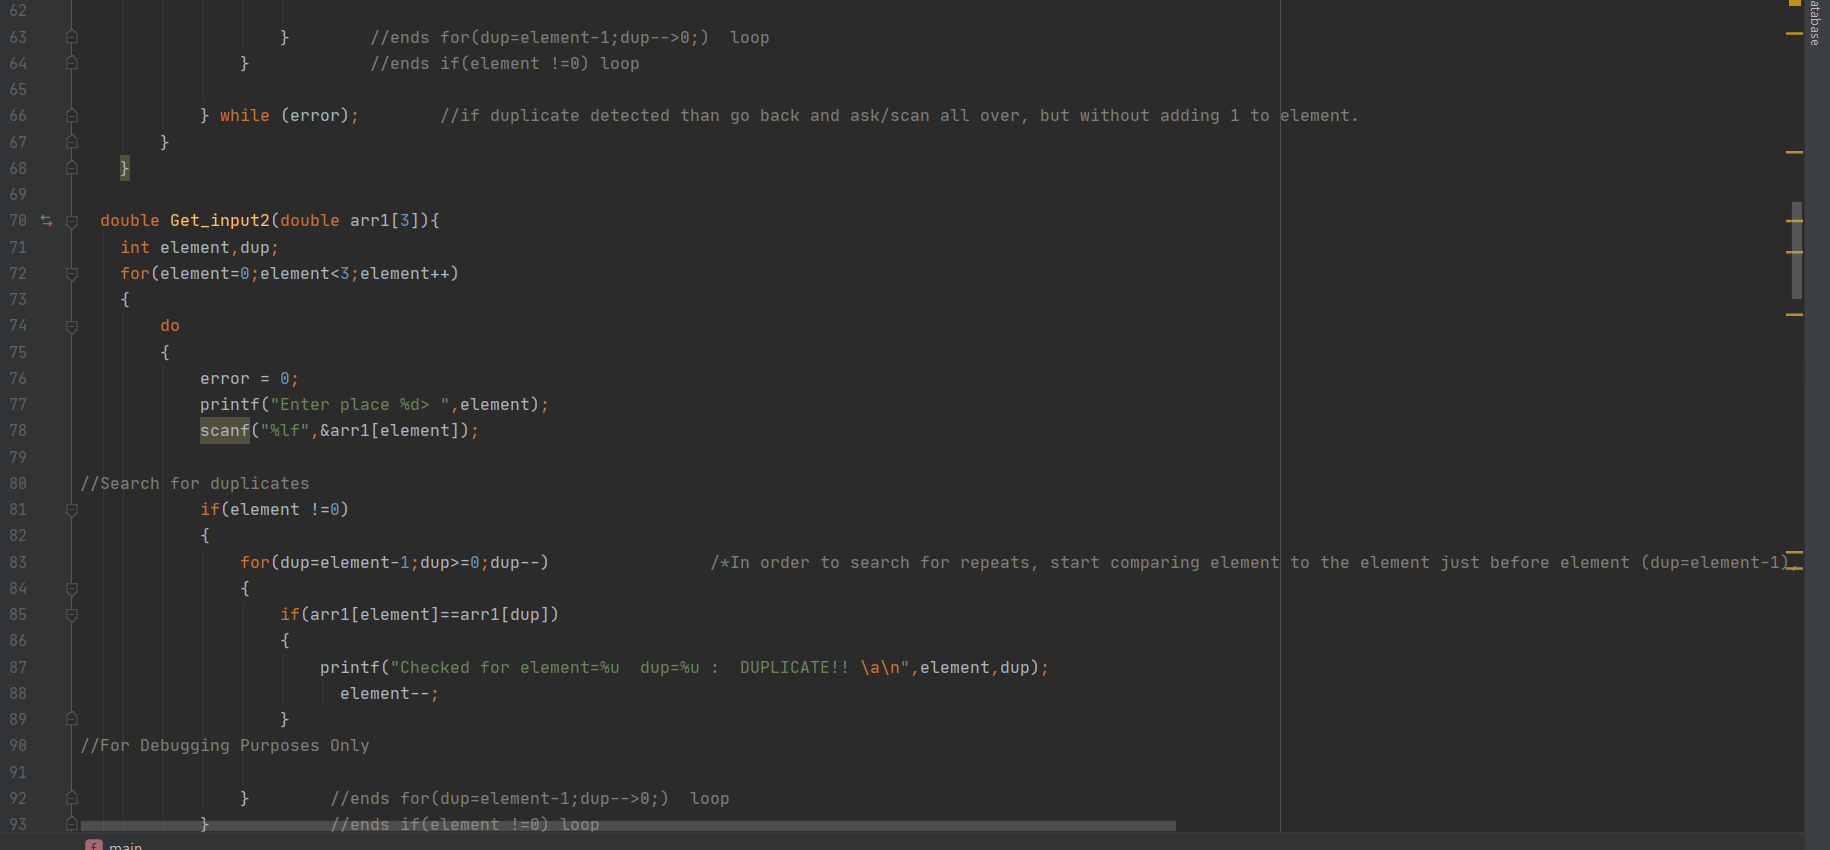 62
63 } //ends for(dup=element-1;dup-->0;) loop
64 } //ends if(element !=0) loop
65
66 } while (error); //if duplicate detected than go back and ask/scan all over, but without adding 1 to element.
67 }
68 }
69
70 double Get_input2(double arr1[3]){
71 int element,dup;
72 for(element=0;element<3;element++)
73 {
74 do
75 {
76 error = 0;
77 printf("Enter place %d> ",element);
78 scanf("%lf",&arr1[element]);
79
80 //Search for duplicates
81 if(element !=0)
82 {
83 for(dup=element-1;dup>=0;dup--) /*In order to search for repeats, start comparing element to the element just before element (dup=element-1),
84 {
85 if(arr1[element]==arr1[dup])
86 {
87 printf("Checked for element=%u  dup=%u :  DUPLICATE!! \a\n",element,dup);
88 element--;
89 }
90 //For Debugging Purposes Only
91
92 } //ends for(dup=element-1;dup-->0;) loop
93 } //ends if(element !=0) loop
f main
atabase